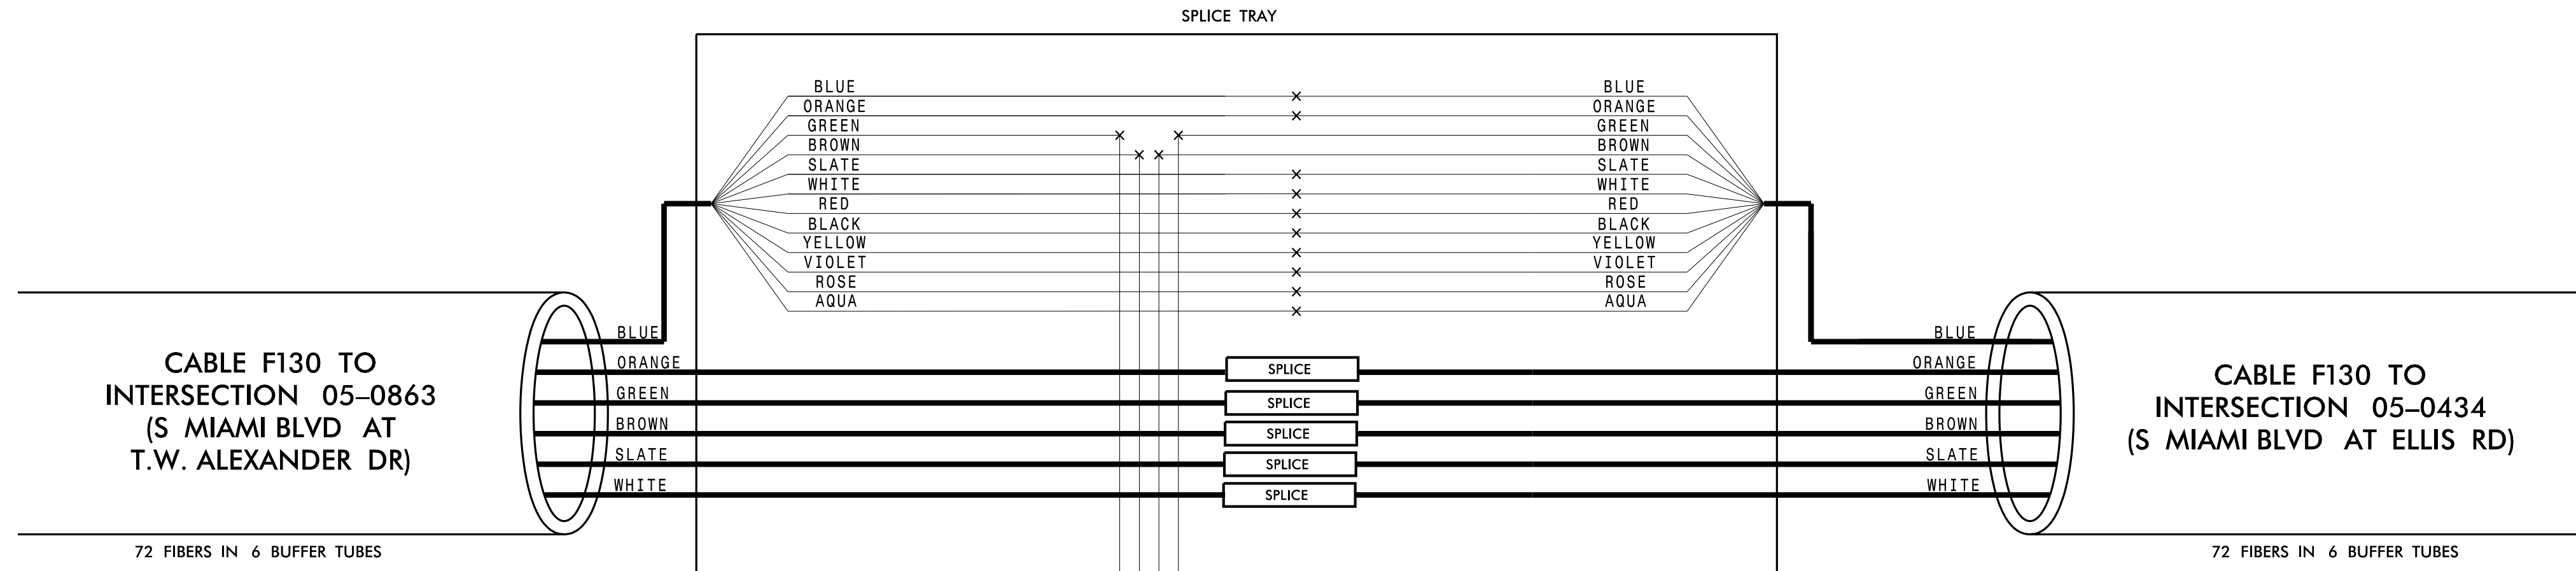 SPLICE TRAY
BLUE BLUE
ORANGE ORANGE
GREEN GREEN
BROWN BROWN
SLATE SLATE
WHITE WHITE
RED RED
BLACK BLACK
YELLOW YELLOW
VIOLET VIOLET
ROSE ROSE
AQUA AQUA
CABLE F130 TO
INTERSECTION 05–0863
(S MIAMI BLVD AT
T.W. ALEXANDER DR)
72 FIBERS IN 6 BUFFER TUBES
BLUE BLUE
ORANGE SPLICE ORANGE
GREEN SPLICE GREEN
BROWN SPLICE BROWN
SLATE SPLICE SLATE
WHITE SPLICE WHITE
CABLE F130 TO
INTERSECTION 05–0434
(S MIAMI BLVD AT ELLIS RD)
72 FIBERS IN 6 BUFFER TUBES